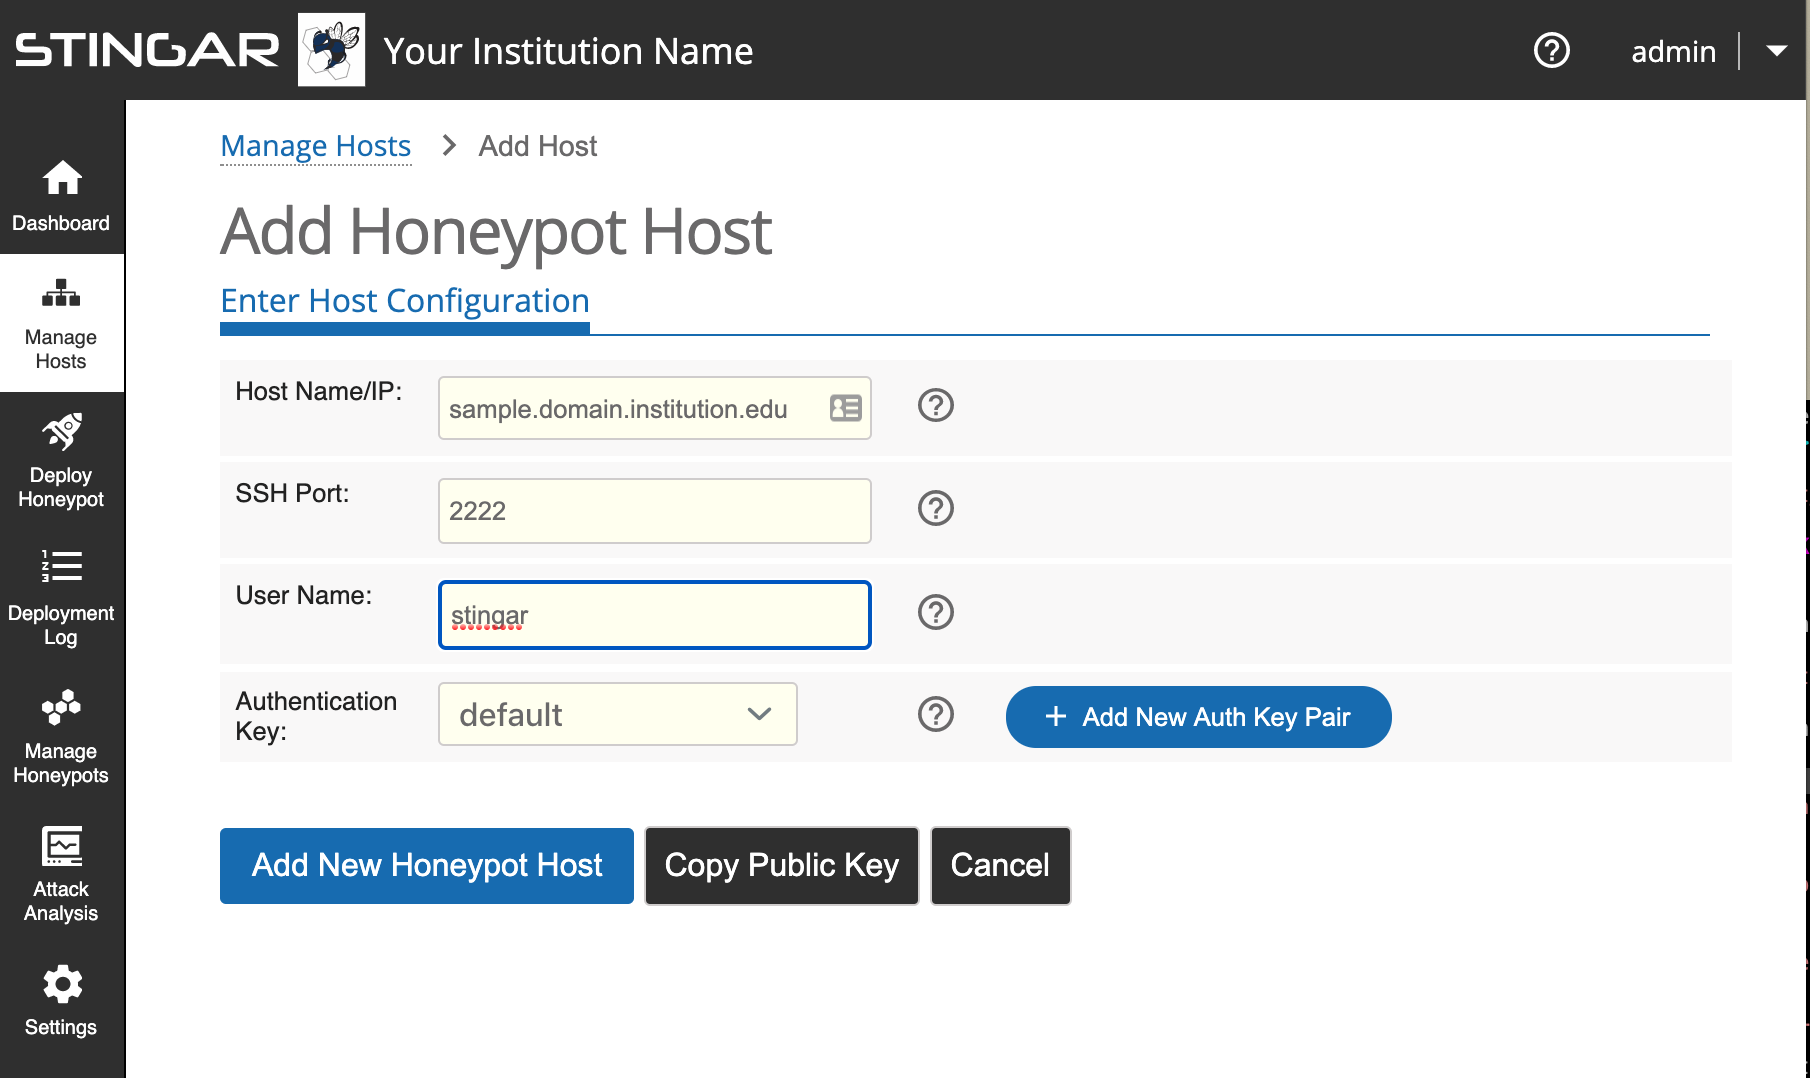 STINGAR
Your Institution Name
admin
Dashboard
Manage
Hosts
Deploy
Honeypot
Deployment
Log
Manage
Honeypots
Attack
Analysis
Settings
Manage Hosts > Add Host
Add Honeypot Host
Enter Host Configuration
Host Name/IP:
sample.domain.institution.edu
SSH Port:
2222
User Name:
stingar
Authentication
Key:
default
+ Add New Auth Key Pair
Add New Honeypot Host
Copy Public Key
Cancel